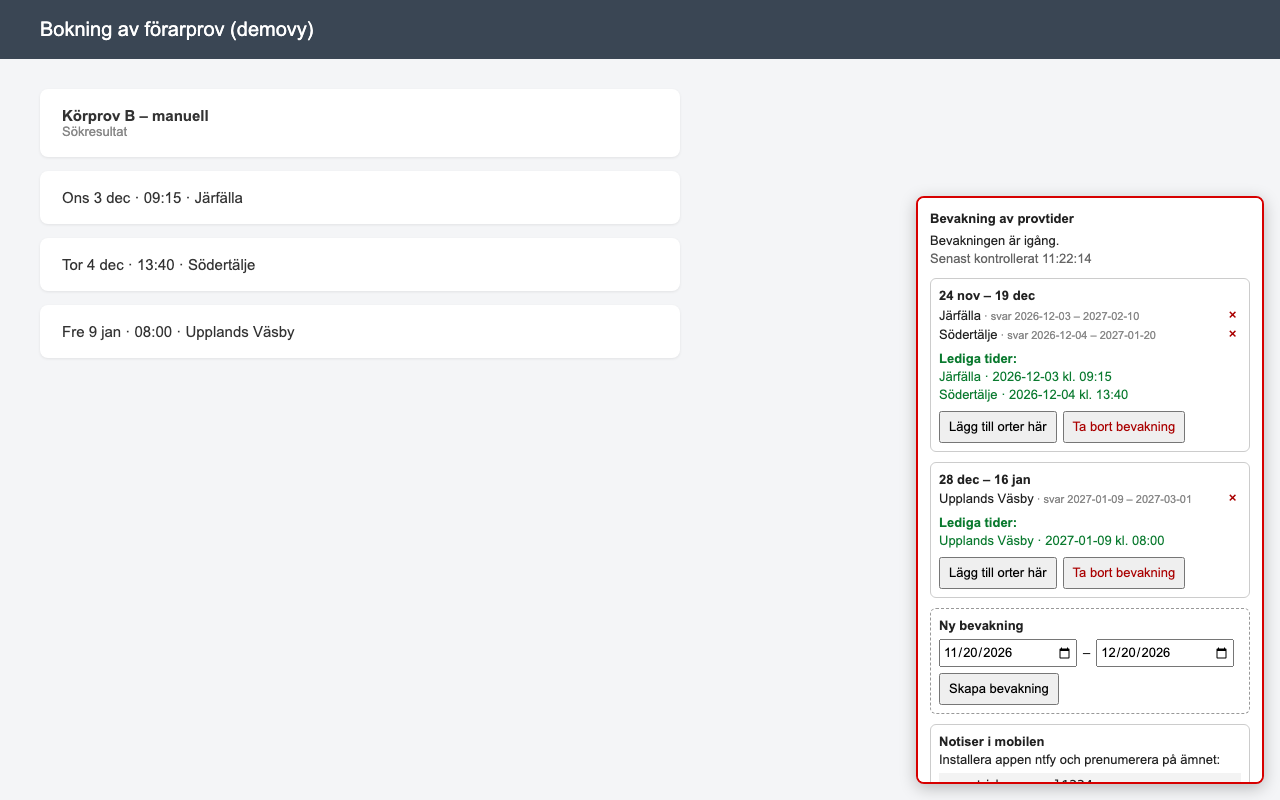 Bokning av förarprov (demovy)
Körprov B – manuell
Sökresultat
Ons 3 dec · 09:15 · Järfälla
Tor 4 dec · 13:40 · Södertälje
Fre 9 jan · 08:00 · Upplands Väsby
Bevakning av provtider
Bevakningen är igång.
Senast kontrollerat 11:22:14
24 nov – 19 dec
Järfälla · svar 2026-12-03 – 2027-02-10 ×
Södertälje · svar 2026-12-04 – 2027-01-20 ×
Lediga tider:
Järfälla · 2026-12-03 kl. 09:15
Södertälje · 2026-12-04 kl. 13:40
Lägg till orter här Ta bort bevakning
28 dec – 16 jan
Upplands Väsby · svar 2027-01-09 – 2027-03-01 ×
Lediga tider:
Upplands Väsby · 2027-01-09 kl. 08:00
Lägg till orter här Ta bort bevakning
Ny bevakning
11/20/2026 – 12/20/2026
Skapa bevakning
Notiser i mobilen
Installera appen ntfy och prenumerera på ämnet: